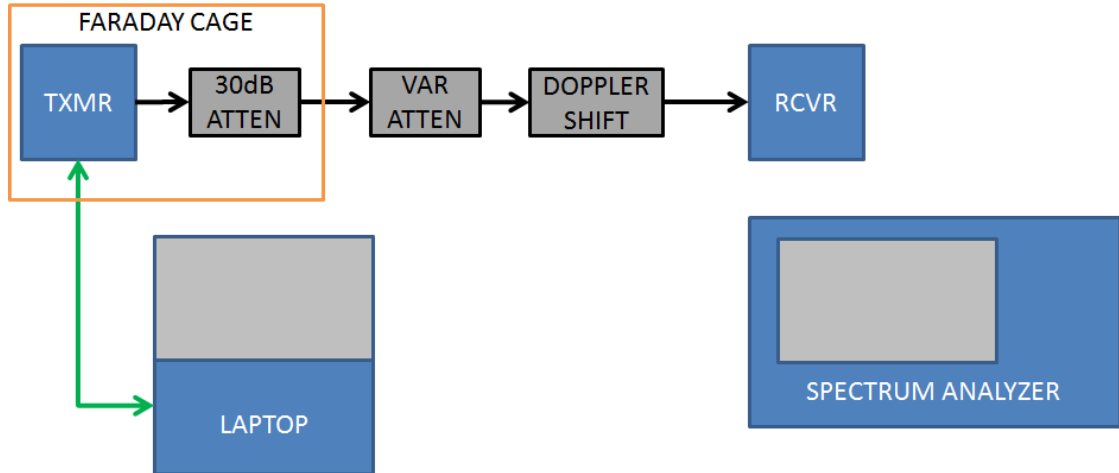 FARADAY CAGE
TXMR
30dB
ATTEN
VAR
ATTEN
DOPPLER
SHIFT
RCVR
LAPTOP
SPECTRUM ANALYZER